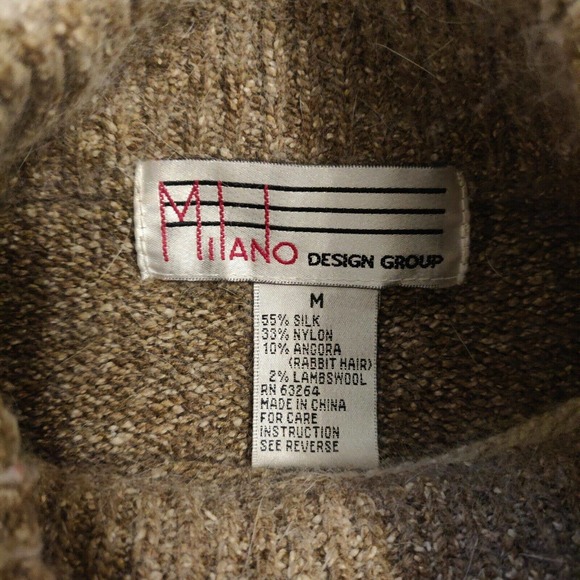 MILANO DESIGN GROUP
M
55% SILK
33% NYLON
10% ANGORA
(RABBIT HAIR)
2% LAMBSWOOL
RN 63264
MADE IN CHINA
FOR CARE
INSTRUCTION
SEE REVERSE